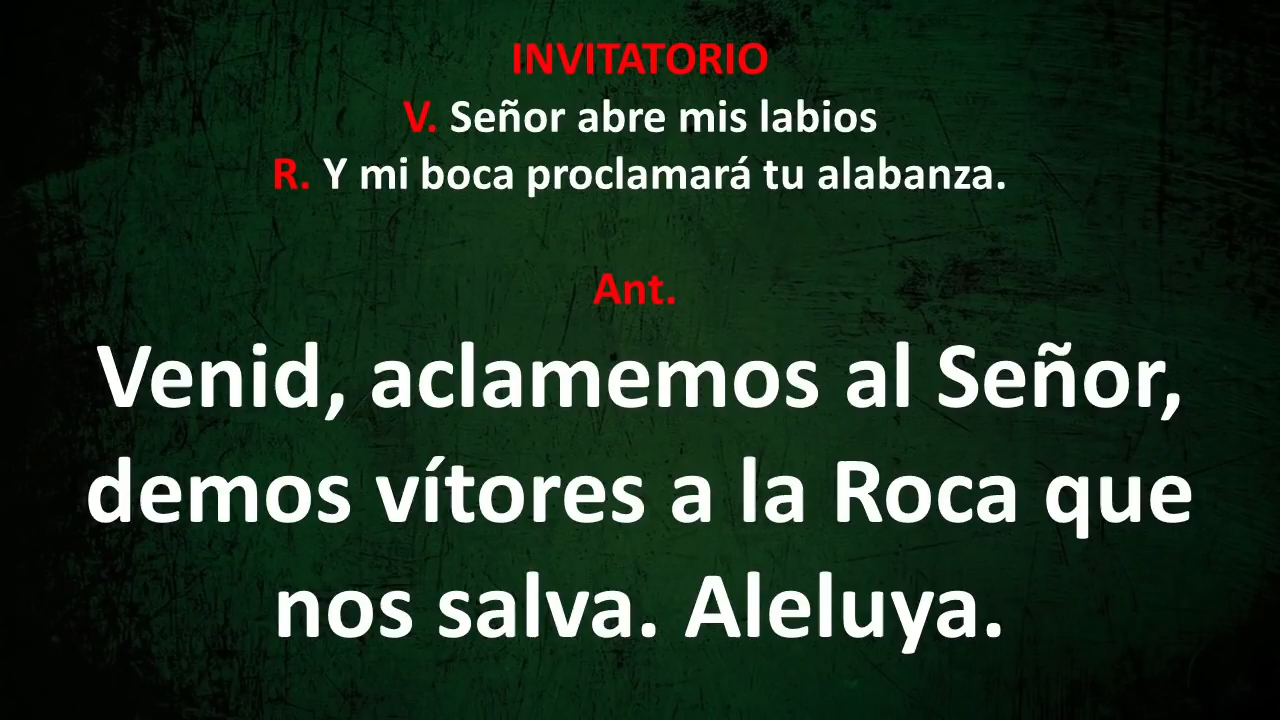 INVITATORIO
V. Señor abre mis labios
R. Y mi boca proclamará tu alabanza.
Ant.
Venid, aclamemos al Señor,
demos vítores a la Roca que
nos salva. Aleluya.